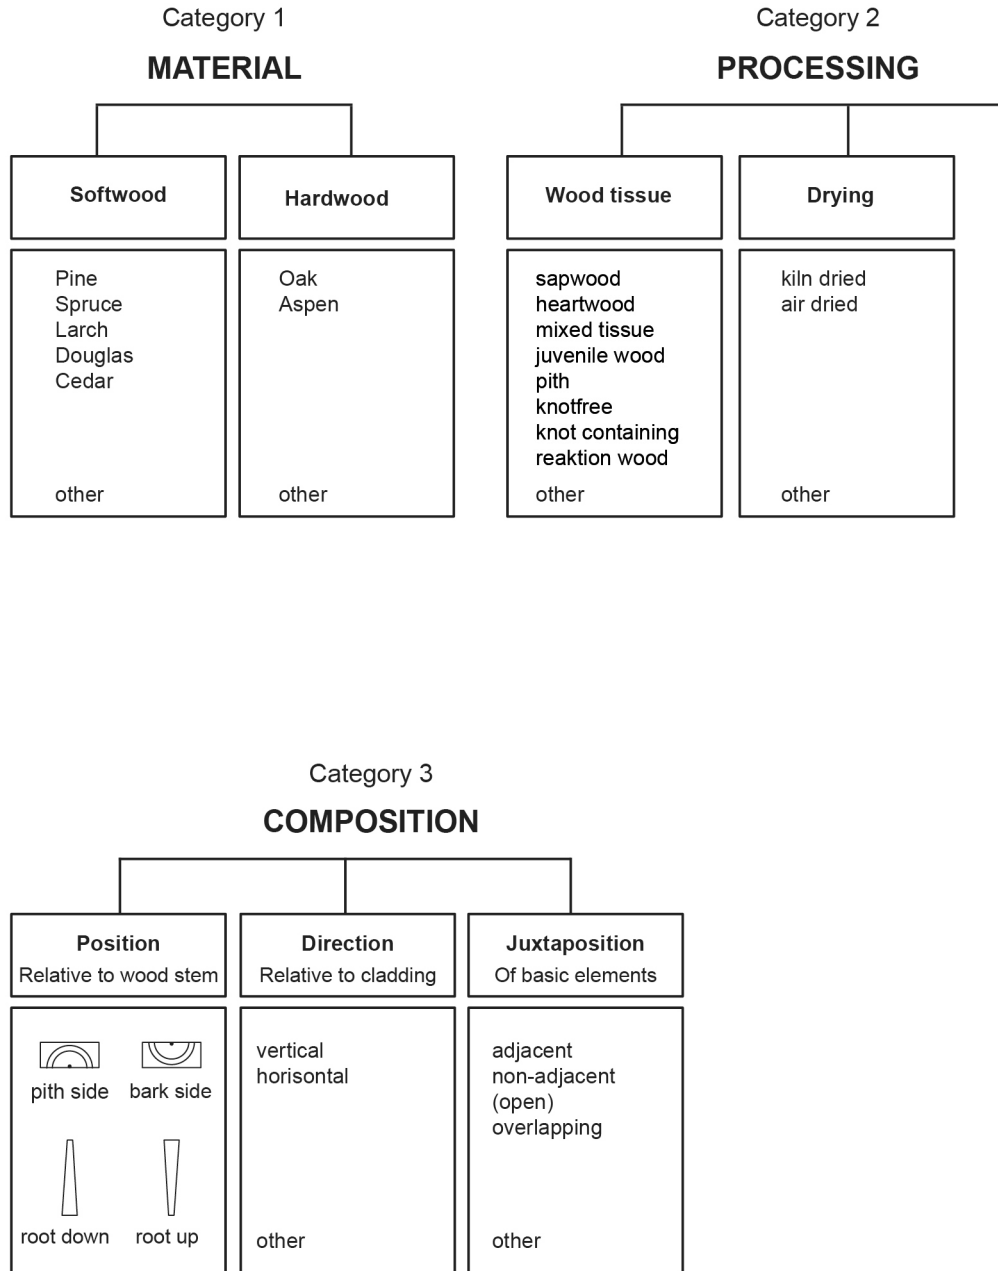 Category 1
MATERIAL
Softwood
Pine
Spruce
Larch
Douglas
Cedar
other
Hardwood
Oak
Aspen
other
Category 2
PROCESSING
Wood tissue
sapwood
heartwood
mixed tissue
juvenile wood
pith
knotfree
knot containing
reaktion wood
other
Drying
kiln dried
air dried
other
Category 3
COMPOSITION
Position
Relative to wood stem
pith side bark side
root down root up
Direction
Relative to cladding
vertical
horisontal
other
Juxtaposition
Of basic elements
adjacent
non-adjacent
(open)
overlapping
other